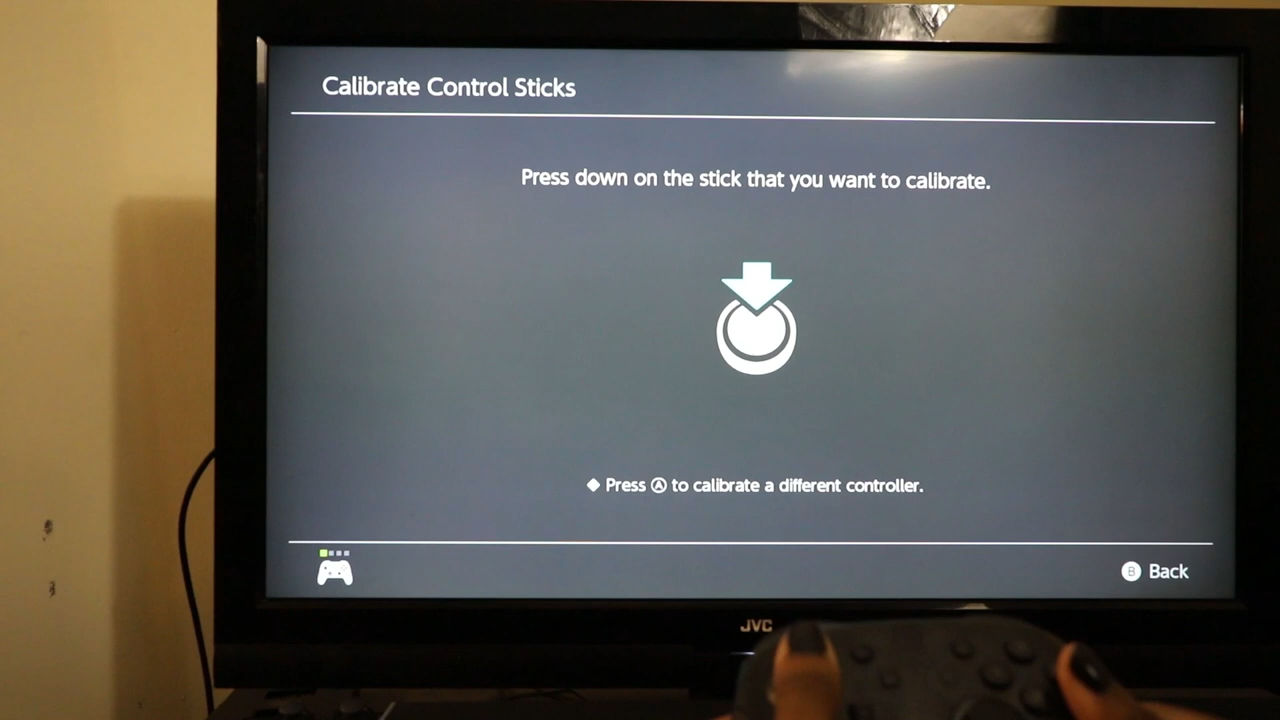 Calibrate Control Sticks
Press down on the stick that you want to calibrate.
◆ Press Ⓐ to calibrate a different controller.
Ⓑ Back
JVC